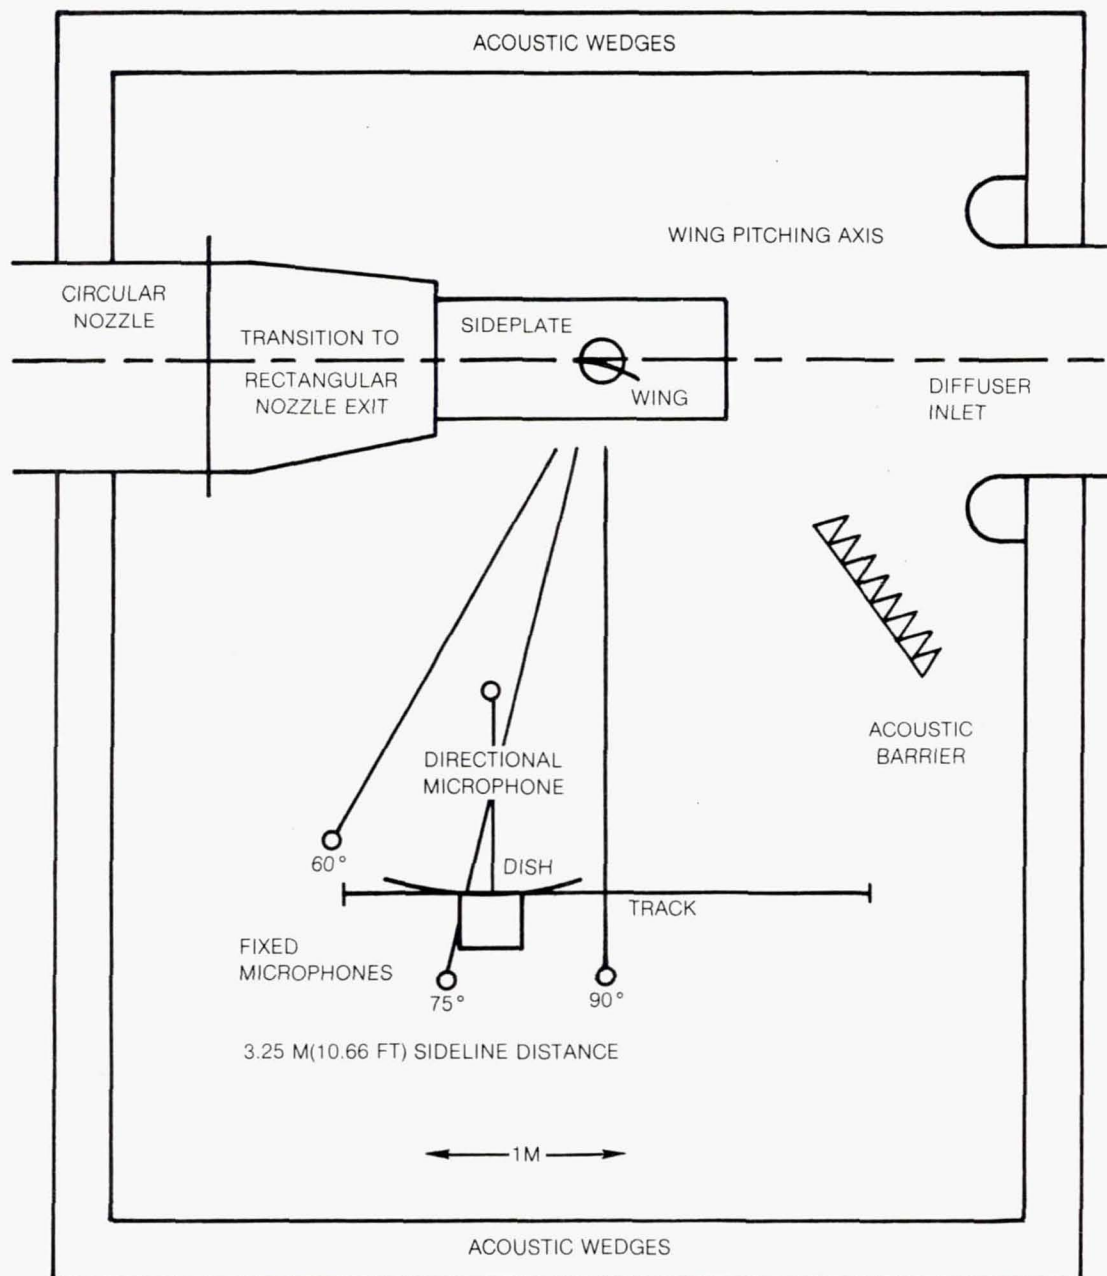 ACOUSTIC WEDGES
WING PITCHING AXIS
CIRCULAR
NOZZLE
TRANSITION TO
RECTANGULAR
NOZZLE EXIT
SIDEPLATE
WING
DIFFUSER
INLET
ACOUSTIC
BARRIER
DIRECTIONAL
MICROPHONE
60°
DISH
TRACK
FIXED
MICROPHONES
75°
90°
3.25 M(10.66 FT) SIDELINE DISTANCE
1M
ACOUSTIC WEDGES